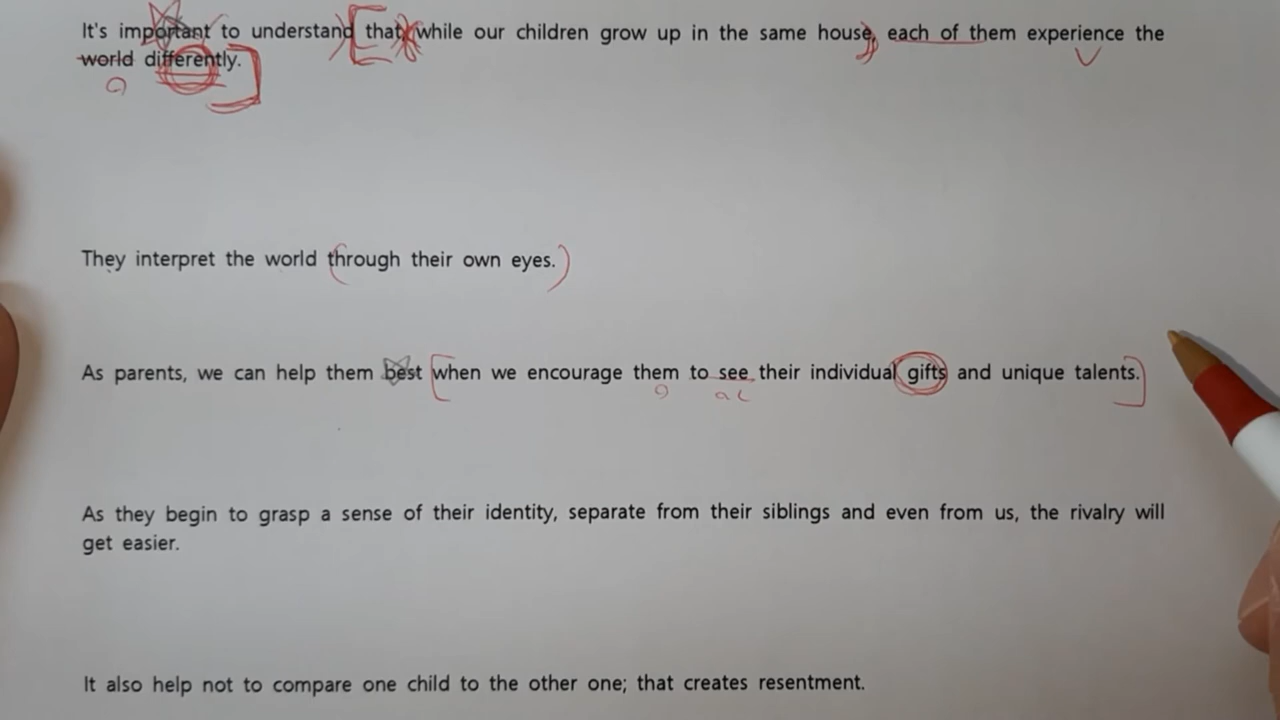 It's important to understand that while our children grow up in the same house, each of them experience the
world differently.
They interpret the world through their own eyes.
As parents, we can help them best when we encourage them to see their individual gifts and unique talents.
As they begin to grasp a sense of their identity, separate from their siblings and even from us, the rivalry will
get easier.
It also help not to compare one child to the other one; that creates resentment.